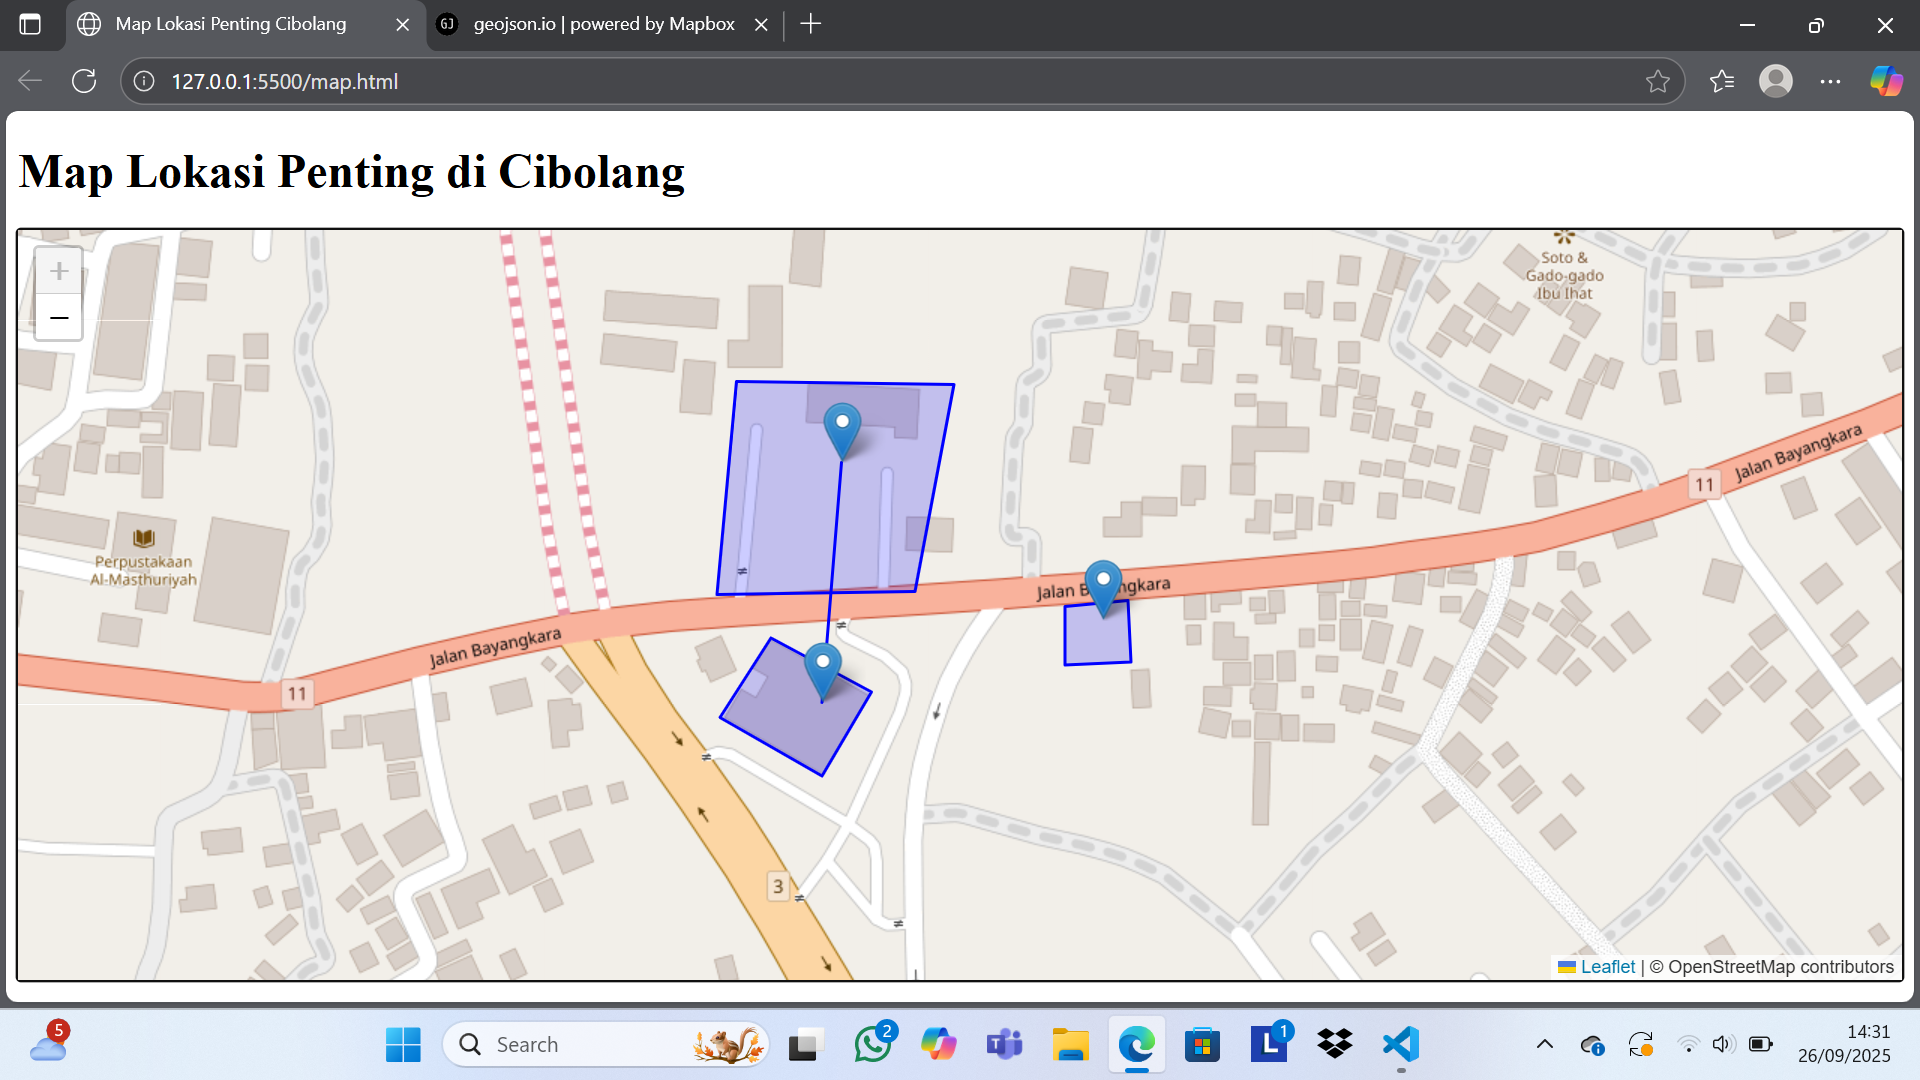 Map Lokasi Penting Cibolang
GJ
geojson.io | powered by Mapbox
127.0.0.1:5500/map.html
Map Lokasi Penting di Cibolang
+
−
Soto &
Gado-gado
Ibu Ihat
Jalan Bayangkara
11
Perpustakaan
Al-Masthuriyah
Jalan B ngkara
Jalan Bayangkara
11
3
Leaflet | © OpenStreetMap contributors
5
Search
2
T
L
1
14:31
26/09/2025